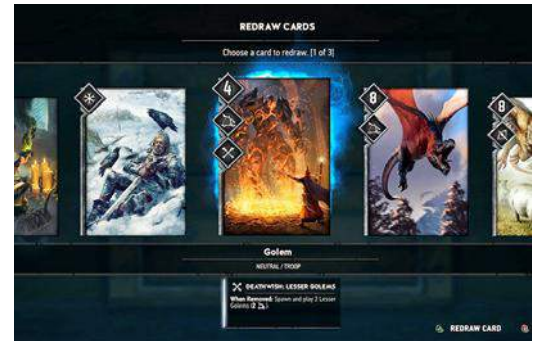 REDRAW CARDS
Choose a card to redraw. [1 of 3]
4
8
8
Golem
NEUTRAL / TROOP
DEATHWISH: LESSER GOLEMS
When Removed: Spawn and play 2 Lesser
Golems (2 ).
REDRAW CARD